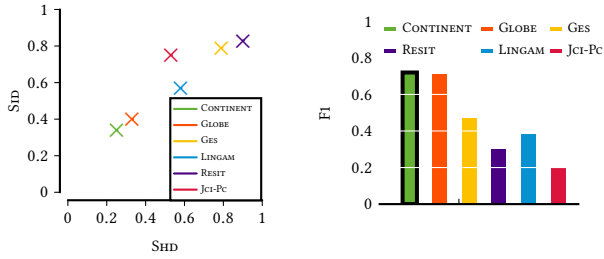 1
0.8
0.6
0.4
0.2
0
SID
CONTINENT
GLOBE
GES
LINGAM
RESIT
JCI-PC
0 0.2 0.4 0.6 0.8 1
SHD
1
0.8
0.6
0.4
0.2
0
F1
CONTINENT GLOBE GES
RESIT LINGAM JCI-PC